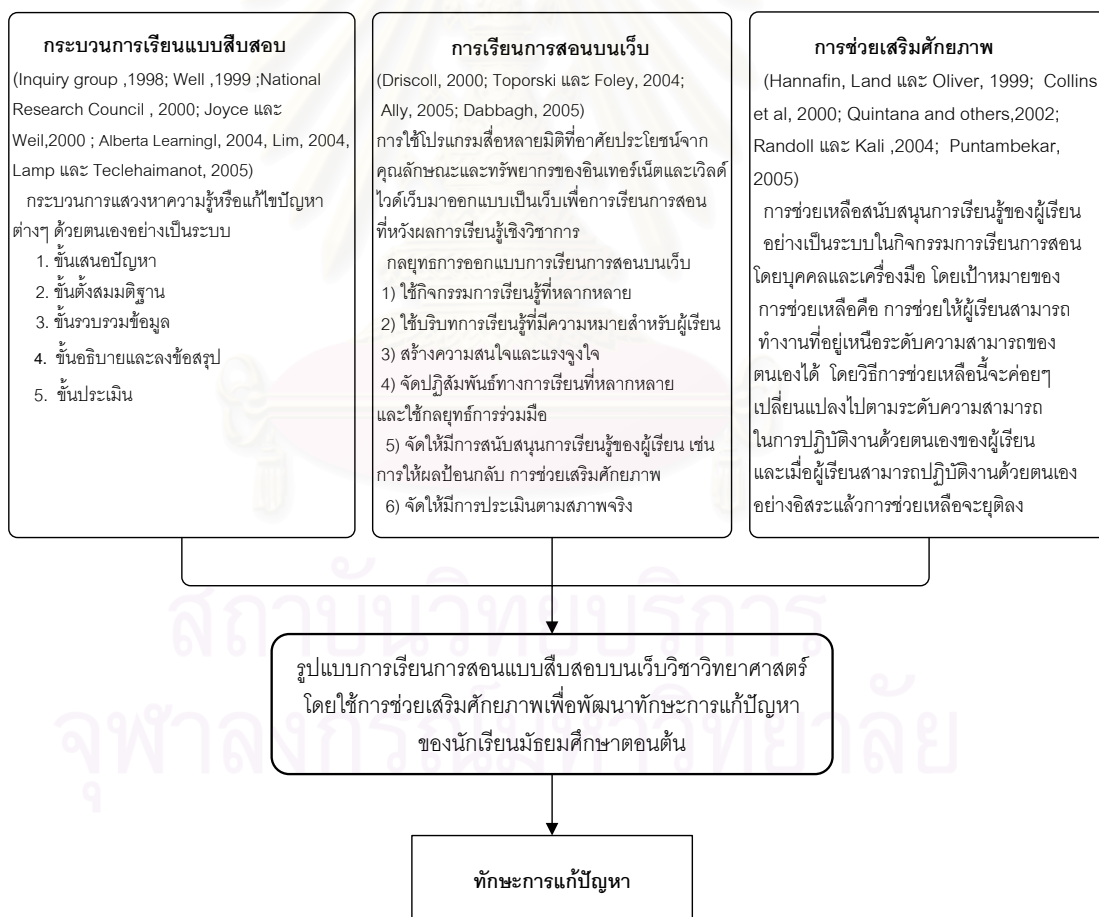 กระบวนการเรียนแบบสืบสอบ
(Inquiry group ,1998; Well ,1999 ;National
Research Council , 2000; Joyce และ
Weil,2000 ; Alberta Learningl, 2004, Lim, 2004,
Lamp และ Teclehaimanot, 2005)
กระบวนการแสวงหาความรู้หรือแก้ไขปัญหา
ต่างๆ ด้วยตนเองอย่างเป็นระบบ
1. ขั้นเสนอปัญหา
2. ขั้นตั้งสมมติฐาน
3. ขั้นรวบรวมข้อมูล
4. ขั้นอธิบายและลงข้อสรุป
5. ขั้นประเมิน
การเรียนการสอนบนเว็บ
(Driscoll, 2000; Toporski และ Foley, 2004;
Ally, 2005; Dabbagh, 2005)
การใช้โปรแกรมสื่อหลายมิติที่อาศัยประโยชน์จาก
คุณลักษณะและทรัพยากรของอินเทอร์เน็ตและเวิลด์
ไวด์เว็บมาออกแบบเป็นเว็บเพื่อการเรียนการสอน
ที่หวังผลการเรียนรู้เชิงวิชาการ
กลยุทธการออกแบบการเรียนการสอนบนเว็บ
1) ใช้กิจกรรมการเรียนรู้ที่หลากหลาย
2) ใช้บริบทการเรียนรู้ที่มีความหมายสำหรับผู้เรียน
3) สร้างความสนใจและแรงจูงใจ
4) จัดปฏิสัมพันธ์ทางการเรียนที่หลากหลาย
และใช้กลยุทธ์การร่วมมือ
5) จัดให้มีการสนับสนุนการเรียนรู้ของผู้เรียน เช่น
การให้ผลป้อนกลับ การช่วยเสริมศักยภาพ
6) จัดให้มีการประเมินตามสภาพจริง
การช่วยเสริมศักยภาพ
(Hannafin, Land และ Oliver, 1999; Collins
et al, 2000; Quintana and others,2002;
Randoll และ Kali ,2004; Puntambekar,
2005)
การช่วยเหลือสนับสนุนการเรียนรู้ของผู้เรียน
อย่างเป็นระบบในกิจกรรมการเรียนการสอน
โดยบุคคลและเครื่องมือ โดยเป้าหมายของ
การช่วยเหลือคือ การช่วยให้ผู้เรียนสามารถ
ทำงานที่อยู่เหนือระดับความสามารถของ
ตนเองได้ โดยวิธีการช่วยเหลือนี้จะค่อยๆ
เปลี่ยนแปลงไปตามระดับความสามารถ
ในการปฏิบัติงานด้วยตนเองของผู้เรียน
และเมื่อผู้เรียนสามารถปฏิบัติงานด้วยตนเอง
อย่างอิสระแล้วการช่วยเหลือจะยุติลง
สถาบันวิทยบริการ
จุฬาลงกรณ์มหาวิทยาลัย
รูปแบบการเรียนการสอนแบบสืบสอบบนเว็บวิชาวิทยาศาสตร์
โดยใช้การช่วยเสริมศักยภาพเพื่อพัฒนาทักษะการแก้ปัญหา
ของนักเรียนมัธยมศึกษาตอนต้น
ทักษะการแก้ปัญหา